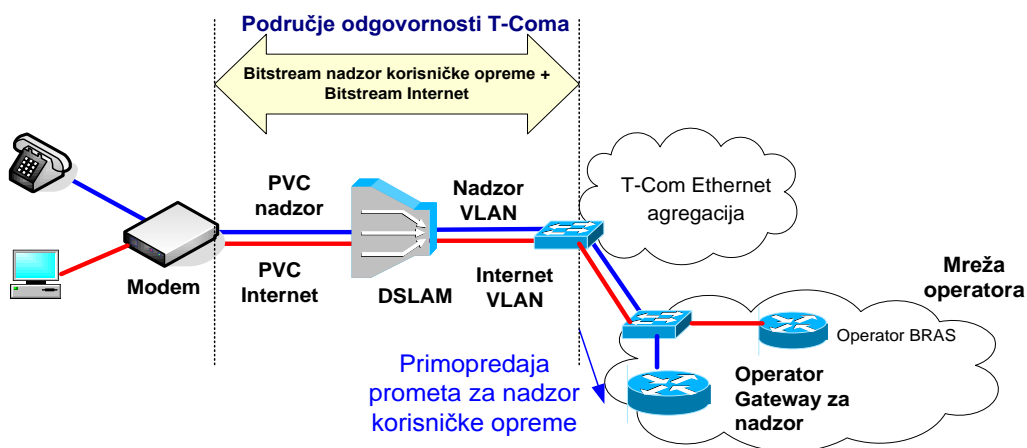 Područje odgovornosti T-Coma
Bitstream nadzor korisničke opreme +
Bitstream Internet
PVC
nadzor
Nadzor
VLAN
T-Com Ethernet
agregacija
Modem
PVC
Internet
DSLAM
Internet
VLAN
Mreža
operatora
Operator BRAS
Primopredaja
prometa za nadzor
korisničke opreme
Operator
Gateway za
nadzor